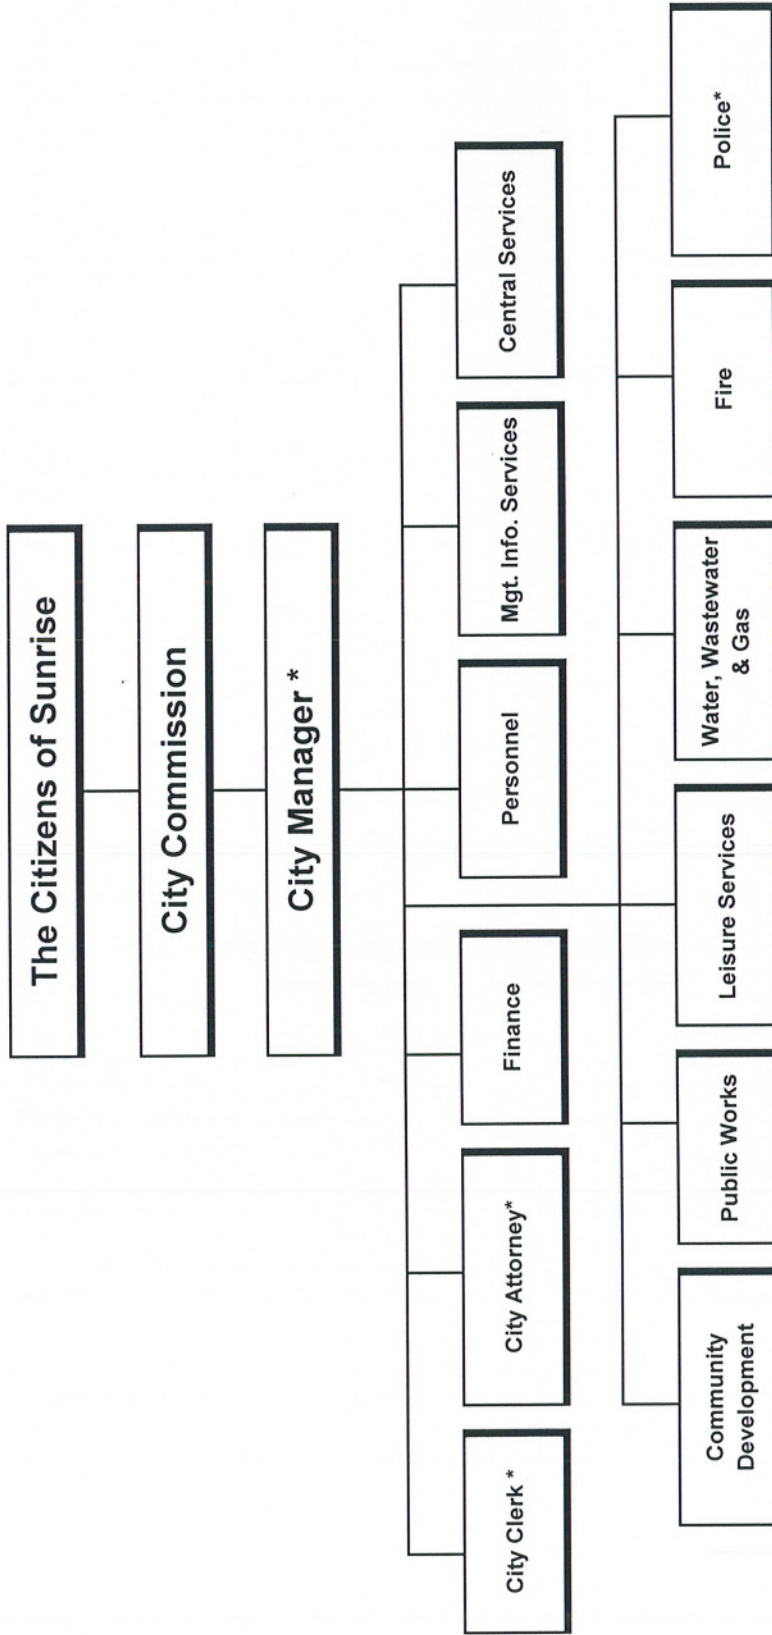 The Citizens of Sunrise
City Commission
City Manager *
City Clerk *
City Attorney*
Finance
Personnel
Mgt. Info. Services
Central Services
Community
Development
Public Works
Leisure Services
Water, Wastewater
& Gas
Fire
Police*